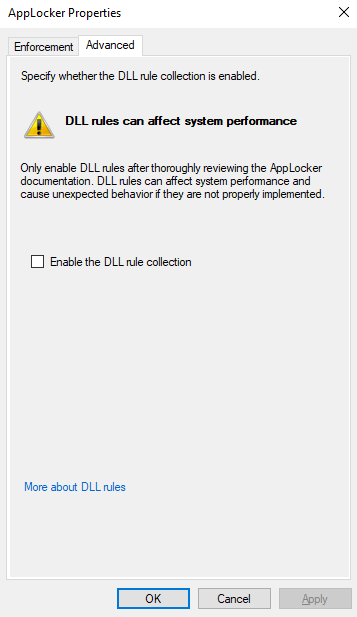 AppLocker Properties
Enforcement
Advanced
Specify whether the DLL rule collection is enabled.
DLL rules can affect system performance
Only enable DLL rules after thoroughly reviewing the AppLocker
documentation. DLL rules can affect system performance and
cause unexpected behavior if they are not properly implemented.
Enable the DLL rule collection
More about DLL rules
OK
Cancel
Apply